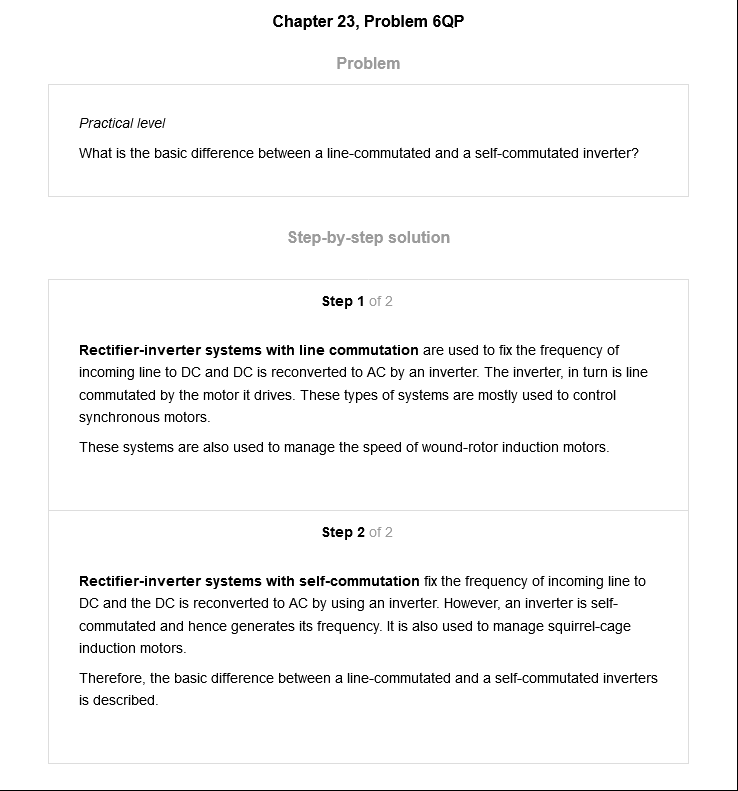 Chapter 23, Problem 6QP
Problem
Practical level
What is the basic difference between a line-commutated and a self-commutated inverter?
Step-by-step solution
Step 1 of 2
Rectifier-inverter systems with line commutation are used to fix the frequency of
incoming line to DC and DC is reconverted to AC by an inverter. The inverter, in turn is line
commutated by the motor it drives. These types of systems are mostly used to control
synchronous motors.
These systems are also used to manage the speed of wound-rotor induction motors.
Step 2 of 2
Rectifier-inverter systems with self-commutation fix the frequency of incoming line to
DC and the DC is reconverted to AC by using an inverter. However, an inverter is self-
commutated and hence generates its frequency. It is also used to manage squirrel-cage
induction motors.
Therefore, the basic difference between a line-commutated and a self-commutated inverters
is described.